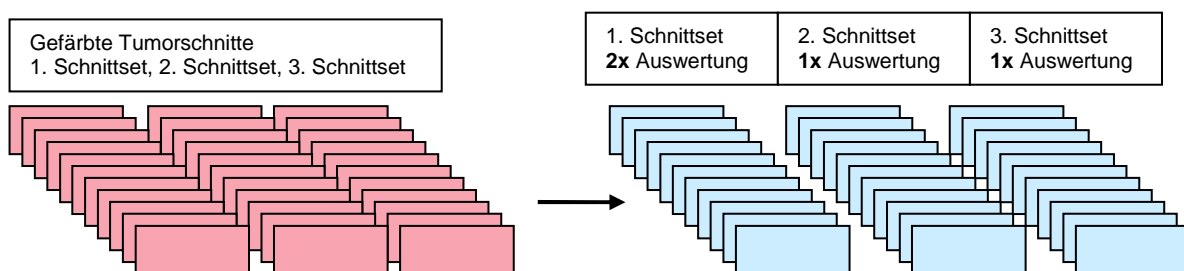 Gefärbte Tumorschnitte
1. Schnittset, 2. Schnittset, 3. Schnittset
1. Schnittset
2x Auswertung
2. Schnittset
1x Auswertung
3. Schnittset
1x Auswertung